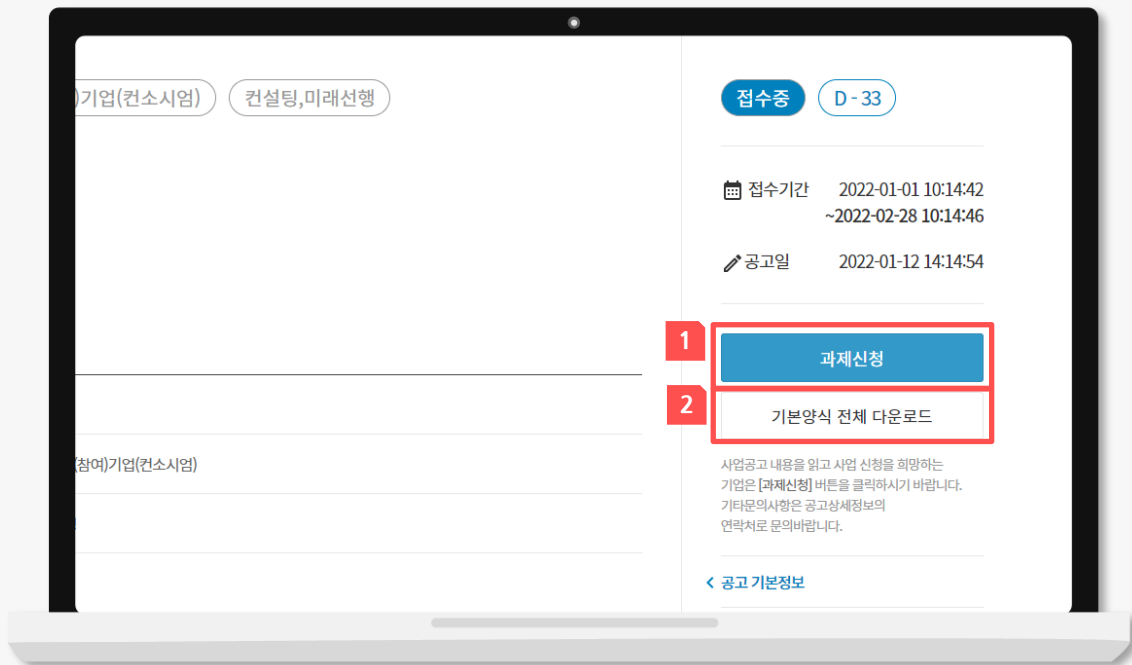 )기업(컨소시엄) 컨설팅,미래선행
접수중 D - 33
접수기간 2022-01-01 10:14:42
~2022-02-28 10:14:46
공고일 2022-01-12 14:14:54
1 과제신청
2 기본양식 전체 다운로드
(참여)기업(컨소시엄)
사업공고 내용을 읽고 사업 신청을 희망하는
기업은 [과제신청] 버튼을 클릭하시기 바랍니다.
기타문의사항은 공고상세정보의
연락처로 문의바랍니다.
공고 기본정보